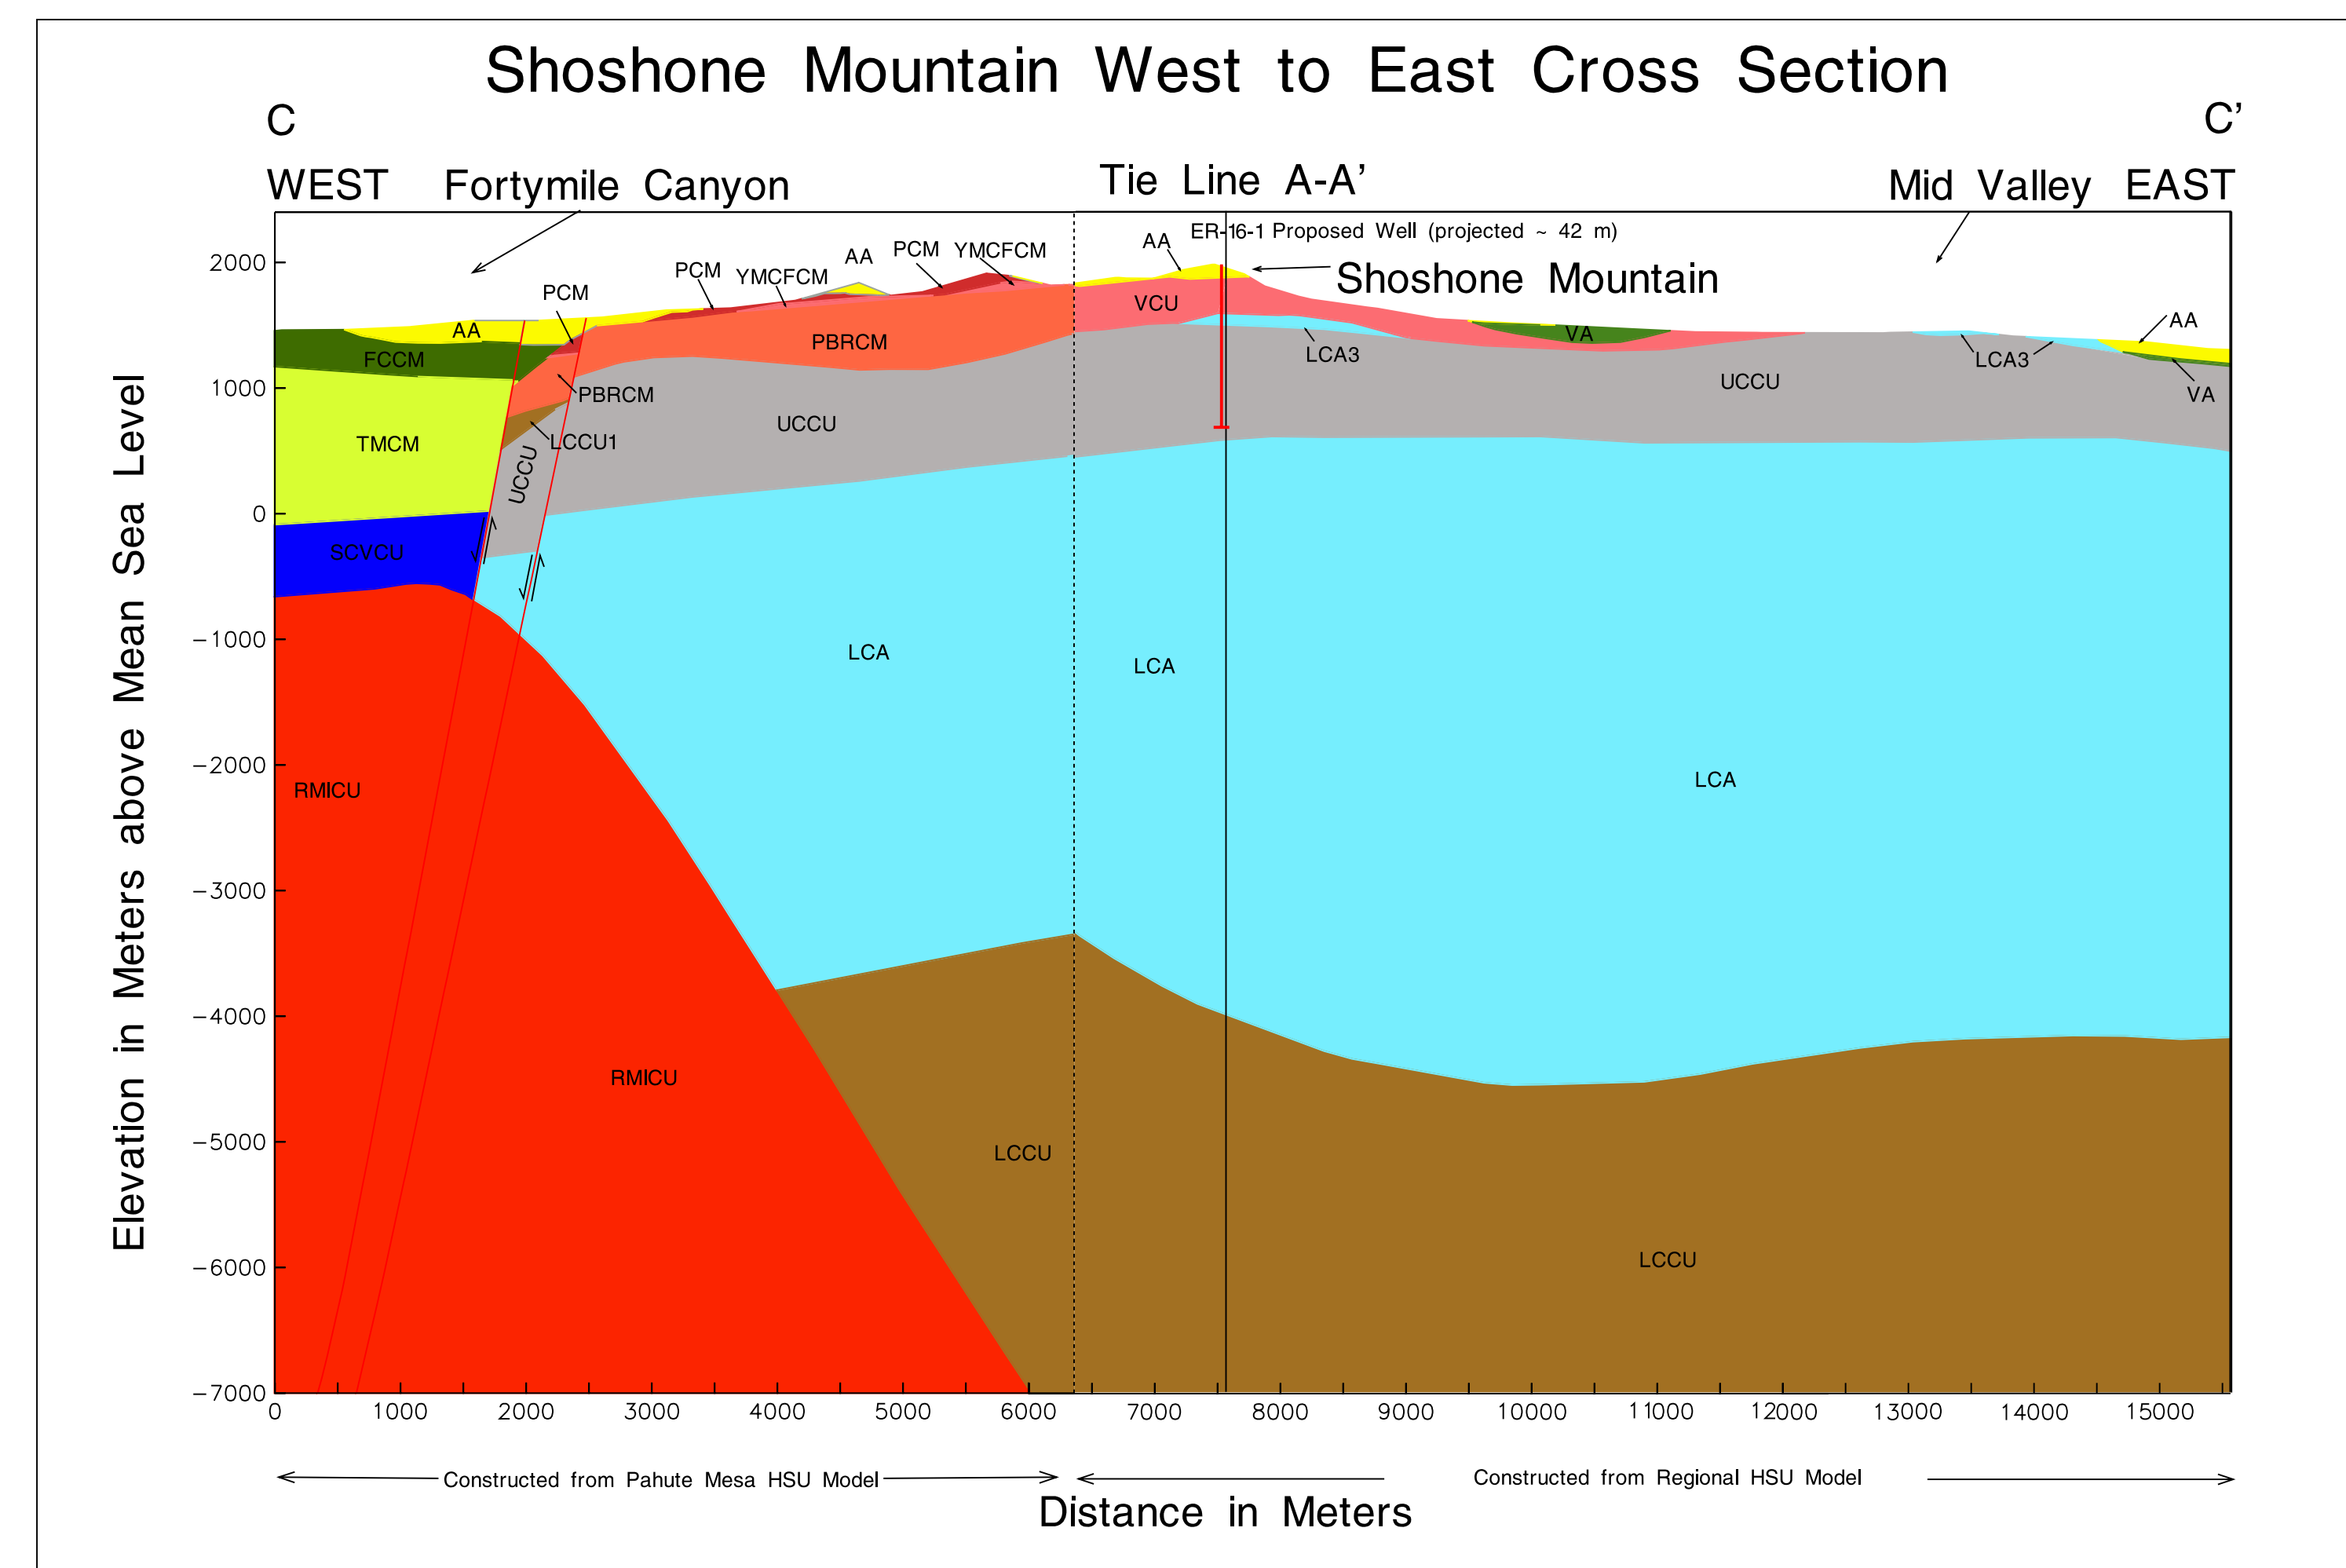 Shoshone Mountain West to East Cross Section
C
C'
WEST
Fortymile Canyon
Tie Line A-A'
Mid Valley
EAST
Elevation in Meters above Mean Sea Level
2000
1000
0
−1000
−2000
−3000
−4000
−5000
−6000
−7000
AA
ER-16-1 Proposed Well (projected ~ 42 m)
Shoshone Mountain
PCM
YMCFCM
AA
PCM
YMCFCM
PCM
AA
FCCM
TMCM
SCVCU
RMICU
PBRCM
LCCU1
UCCU
PBRCM
UCCU
VCU
LCA3
VA
UCCU
LCA3
AA
VA
LCA
LCA
LCA
RMICU
LCCU
LCCU
0
1000
2000
3000
4000
5000
6000
7000
8000
9000
10000
11000
12000
13000
14000
15000
Constructed from Pahute Mesa HSU Model
Constructed from Regional HSU Model
Distance in Meters